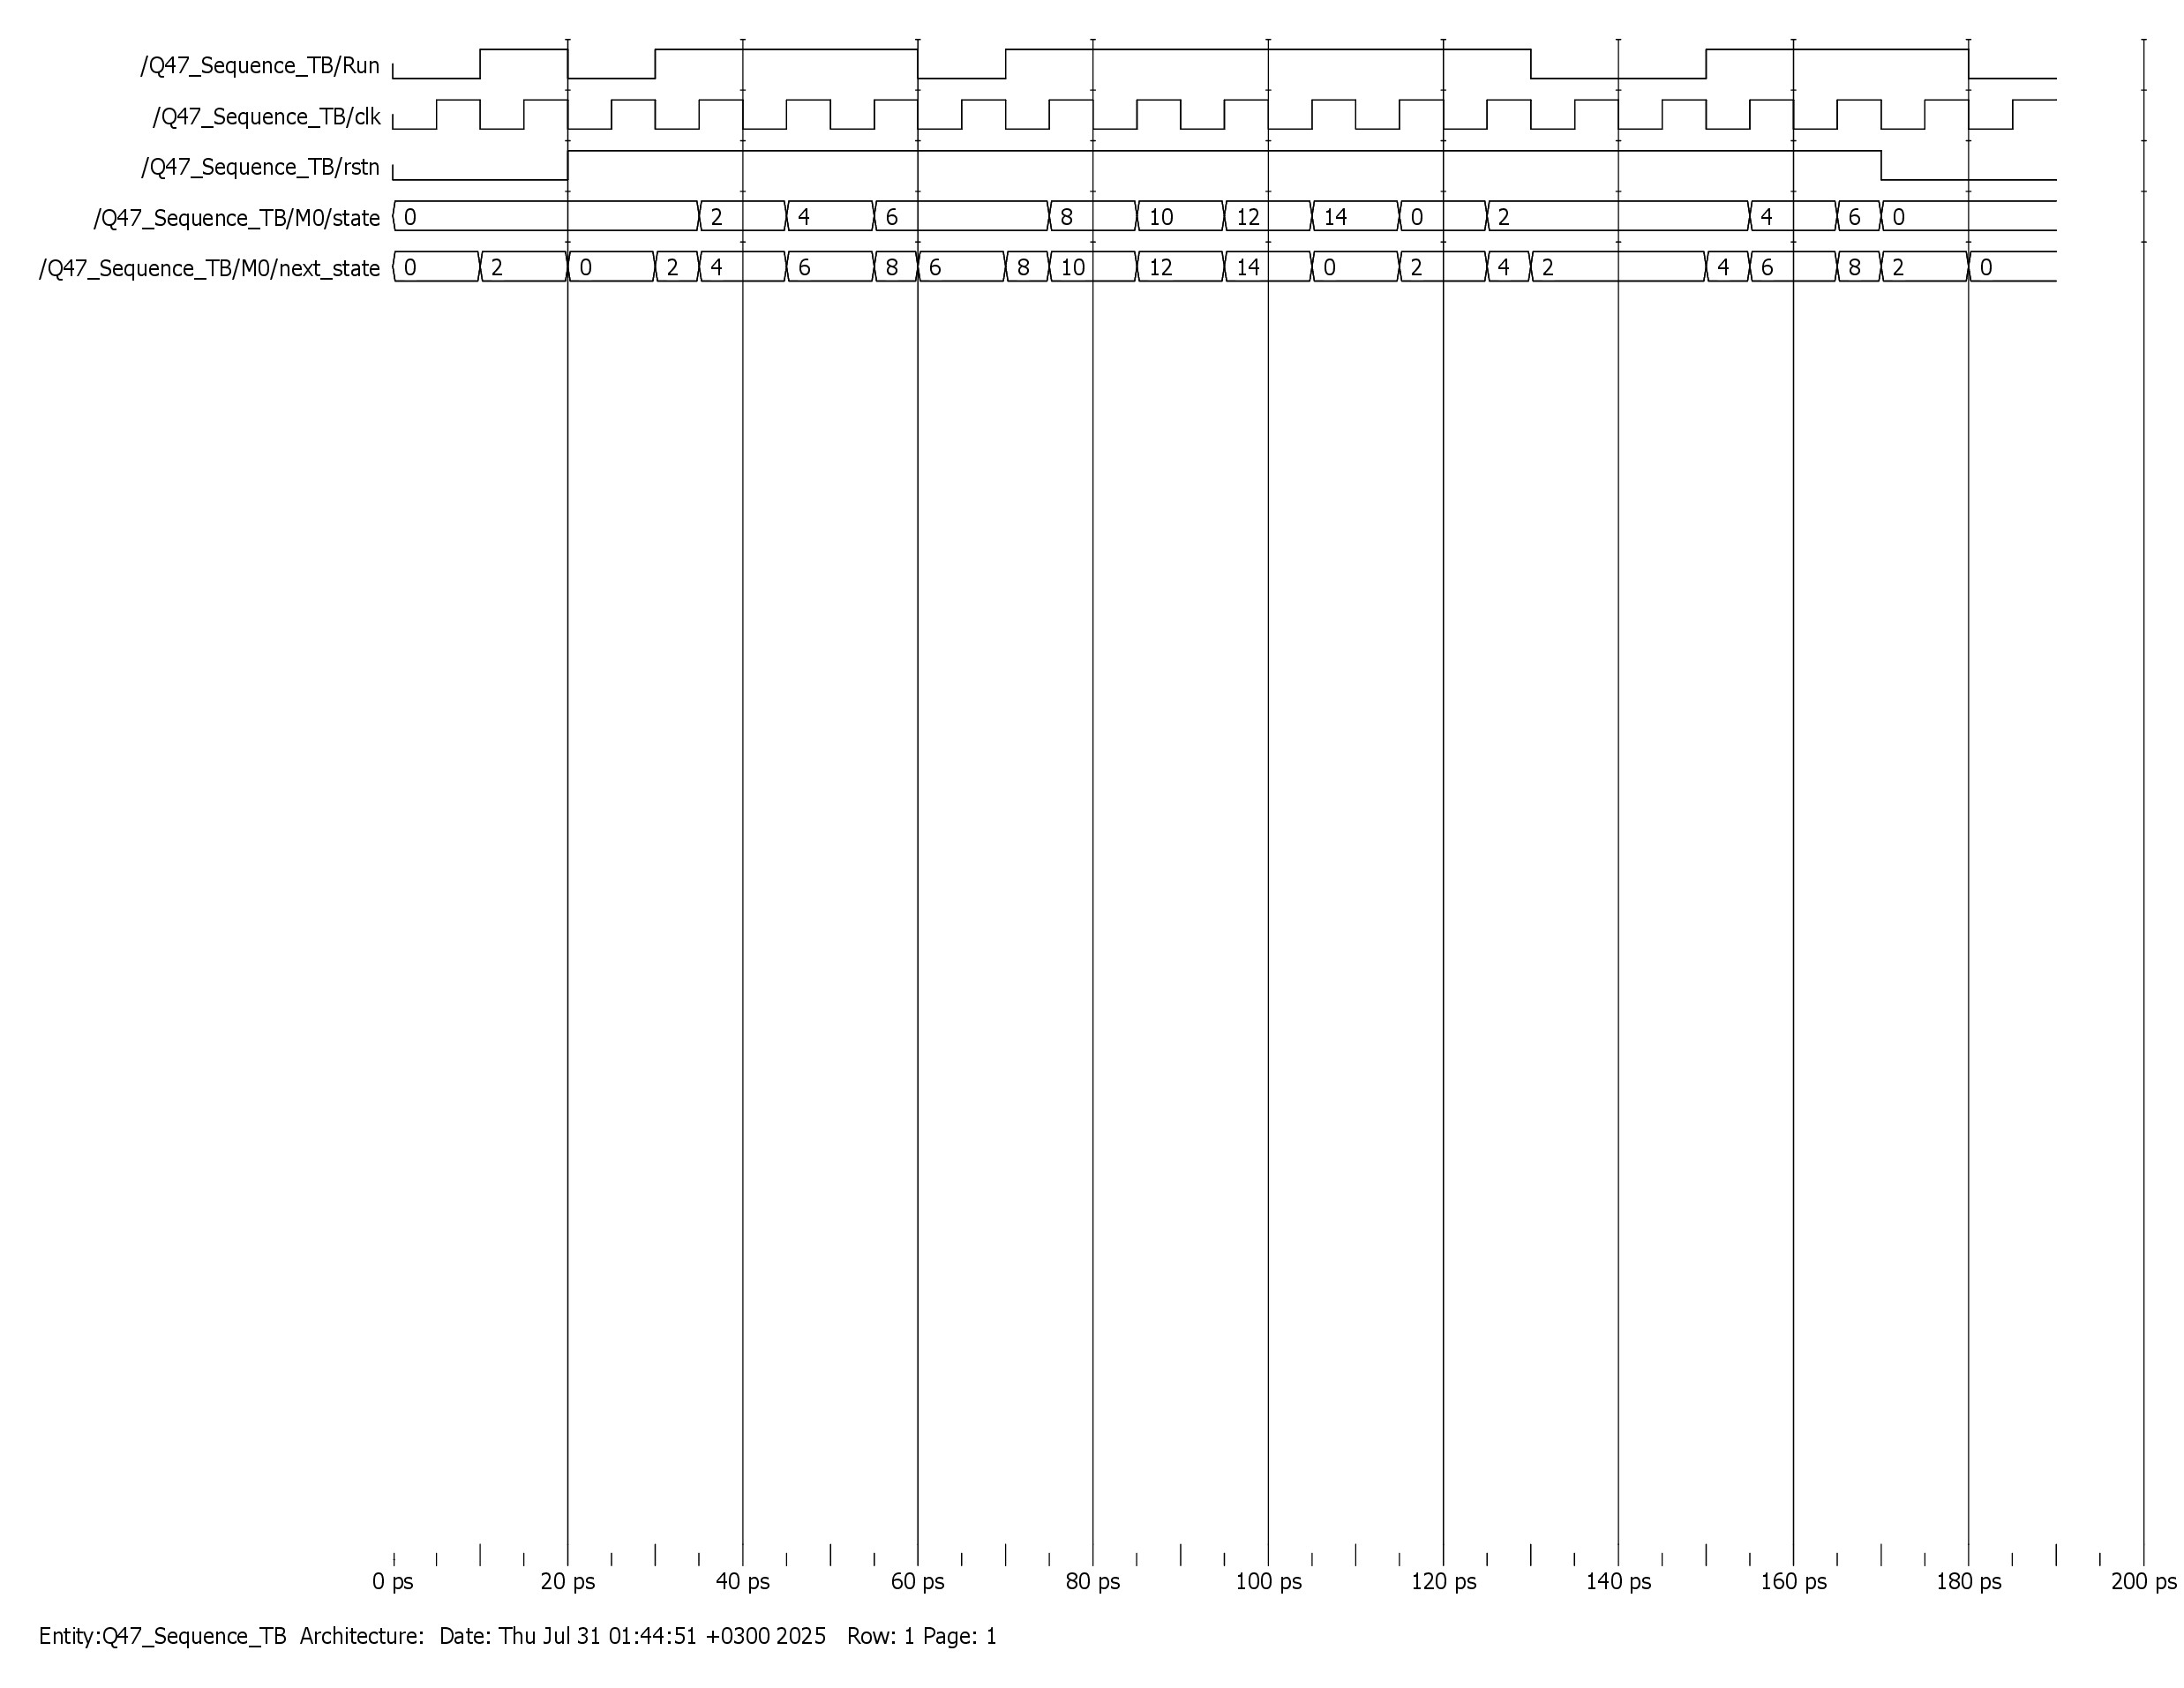 /Q47_Sequence_TB/Run
/Q47_Sequence_TB/clk
/Q47_Sequence_TB/rstn
/Q47_Sequence_TB/M0/state 0 2 4 6 8 10 12 14 0 2 4 6 0
/Q47_Sequence_TB/M0/next_state 0 2 0 2 4 6 8 6 8 10 12 14 0 2 4 2 4 6 8 2 0
0 ps 20 ps 40 ps 60 ps 80 ps 100 ps 120 ps 140 ps 160 ps 180 ps 200 ps
Entity:Q47_Sequence_TB Architecture: Date: Thu Jul 31 01:44:51 +0300 2025 Row: 1 Page: 1